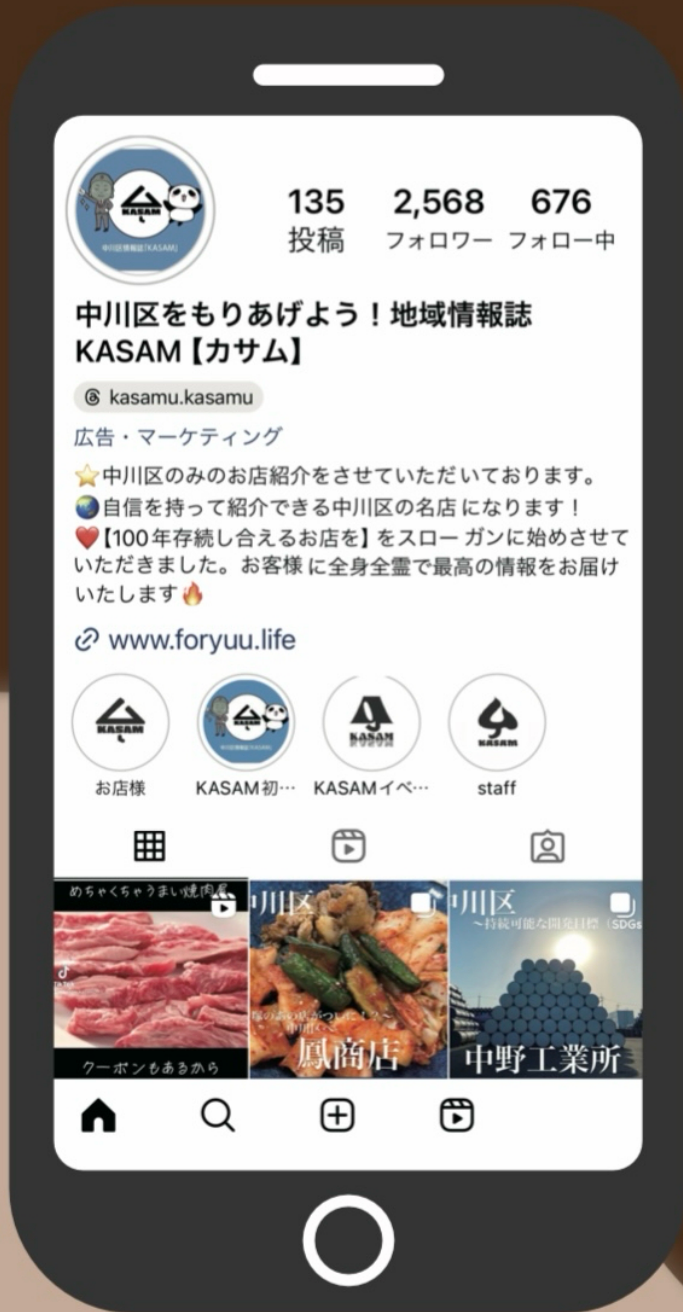 KASAM
中川区情報誌「KASAM」
135
2,568
676
投稿
フォロワー
フォロー中
中川区をもりあげよう！地域情報誌
KASAM【カサム】
kasamu.kasamu
広告・マーケティング
⭐中川区のみのお店紹介をさせていただいております。
🌏自信を持って紹介できる中川区の名店になります！
❤️【100年存続し合えるお店を】をスローガンに始めさせて
いただきました。お客様に全身全霊で最高の情報をお届け
いたします🔥
www.foryuu.life
KASAM
KASAM
KASAM
KASAM
お店様
KASAM初…
KASAMイベ…
staff
めちゃくちゃうまい焼肉屋
クーポンもあるから
川区
中川区へ
鳳商店
川区
～持続可能な開発目標（SDGs
中野工業所